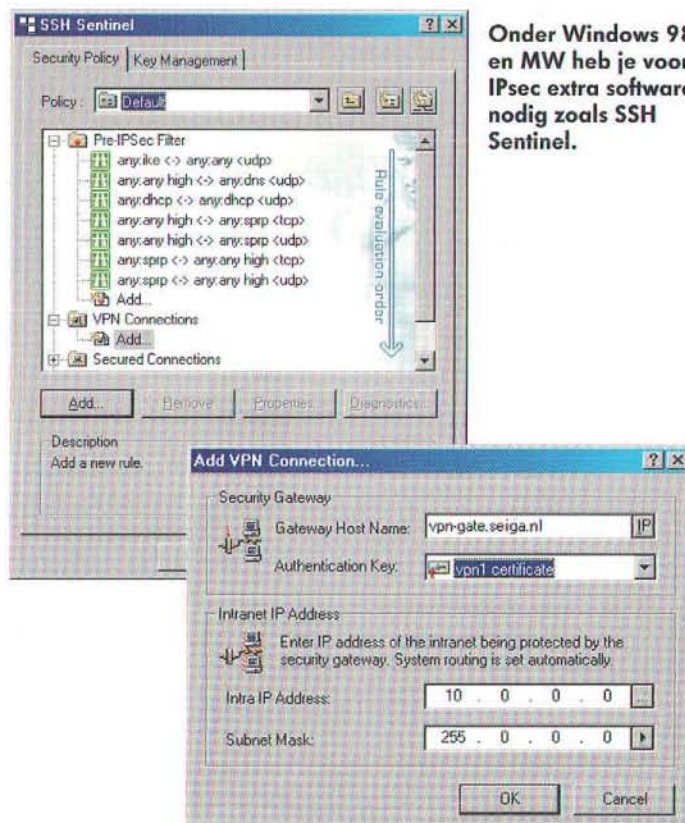 SSH Sentinel
Security Policy
Key Management
Policy:
Default
Pre-IPSec Filter
any:ike <-> any:any <udp>
any:any high <-> any:dns <udp>
any:dhcp <-> any:dhcp <udp>
any:any high <-> any:sprp <tcp>
any:any high <-> any:sprp <udp>
any:sprp <-> any:any high <tcp>
any:sprp <-> any:any high <udp>
Add...
VPN Connections
Add...
Secured Connections
Rule evaluation order
Add...
Remove
Properties...
Diagnostics...
Description
Add a new rule.
Onder Windows 98
en MW heb je voor
IPsec extra software
nodig zoals SSH
Sentinel.
Add VPN Connection...
Security Gateway
Gateway Host Name:
vpn-gate.seiga.nl
IP
Authentication Key:
vpn1 certificate
Intranet IP Address
Enter IP address of the intranet being protected by the
security gateway. System routing is set automatically.
Intra IP Address:
10 . 0 . 0 . 0
...
Subnet Mask:
255 . 0 . 0 . 0
OK
Cancel